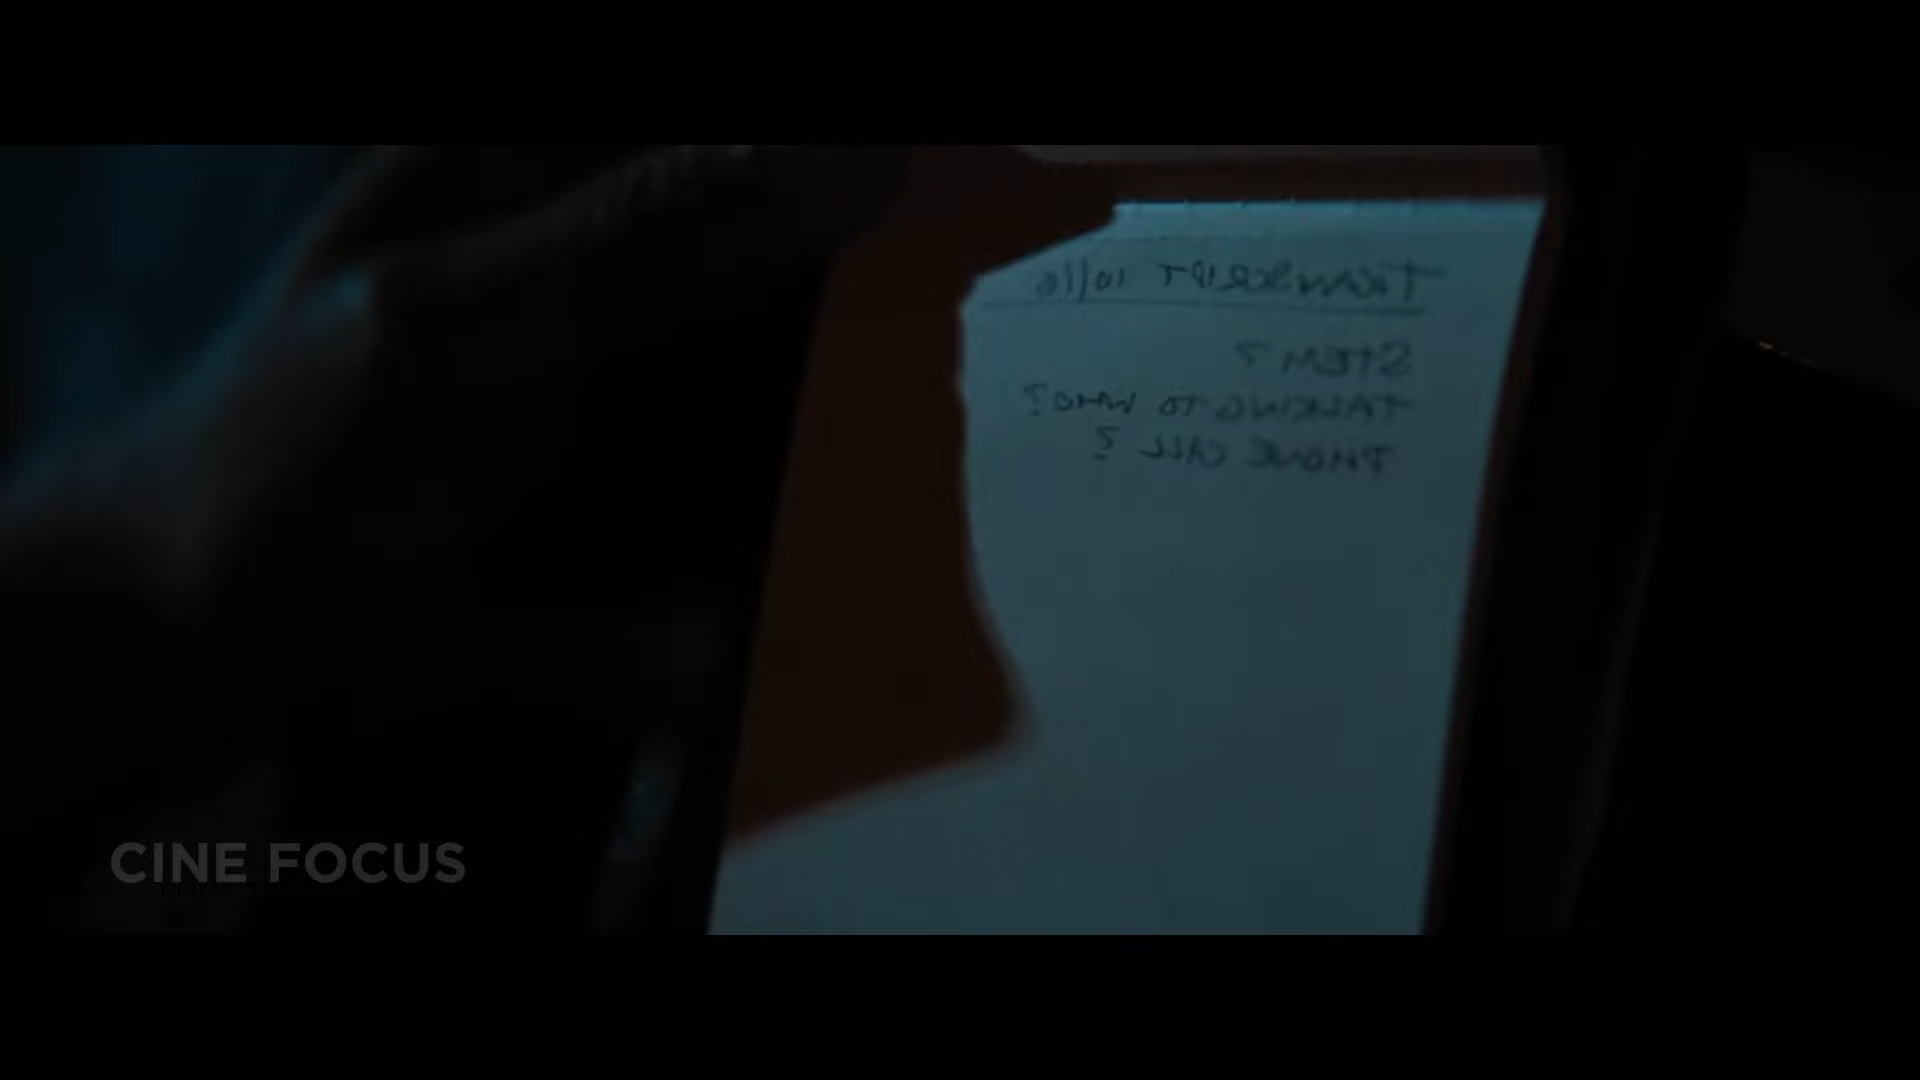 TRANSCRIPT 10/16
STEM?
TALKING TO WHO?
PHONE CALL?
CINE FOCUS